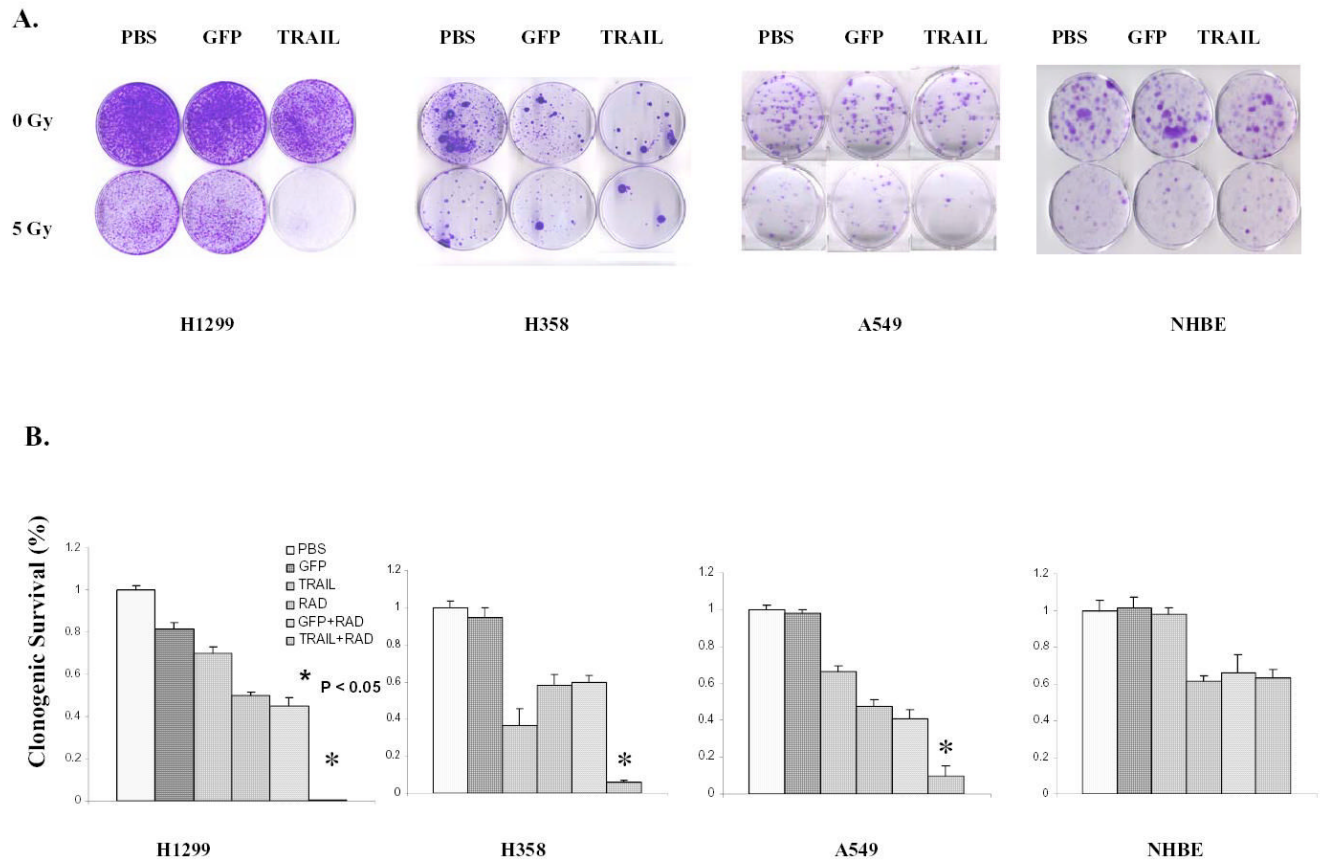 A.
PBS GFP TRAIL PBS GFP TRAIL PBS GFP TRAIL PBS GFP TRAIL
0 Gy
5 Gy
H1299 H358 A549 NHBE
B.
Clonogenic Survival (%)
1.2
1
0.8
0.6
0.4
0.2
0
PBS
GFP
TRAIL
RAD
GFP+RAD
TRAIL+RAD
* P < 0.05
*
1.2
1
0.8
0.6
0.4
0.2
0
*
1.2
1
0.8
0.6
0.4
0.2
0
*
1.2
1
0.8
0.6
0.4
0.2
0
H1299 H358 A549 NHBE